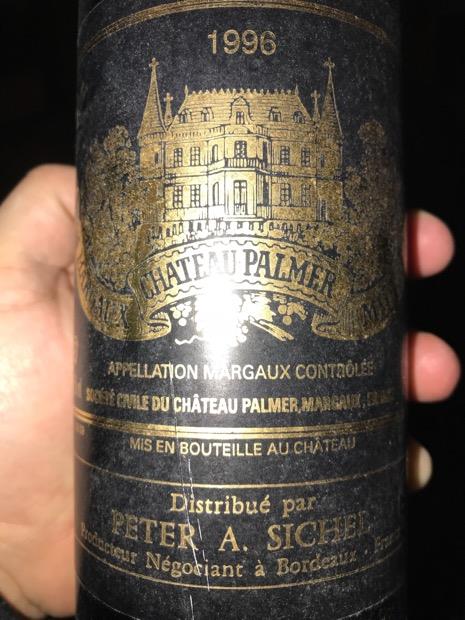 1996
CHATEAU PALMER
APPELLATION MARGAUX CONTRÔLÉE
SOCIÉTÉ CIVILE DU CHÂTEAU PALMER, MARGAUX,
MIS EN BOUTEILLE AU CHÂTEAU
Distribué par
PETER A. SICHEL
Producteur Négociant à Bordeaux